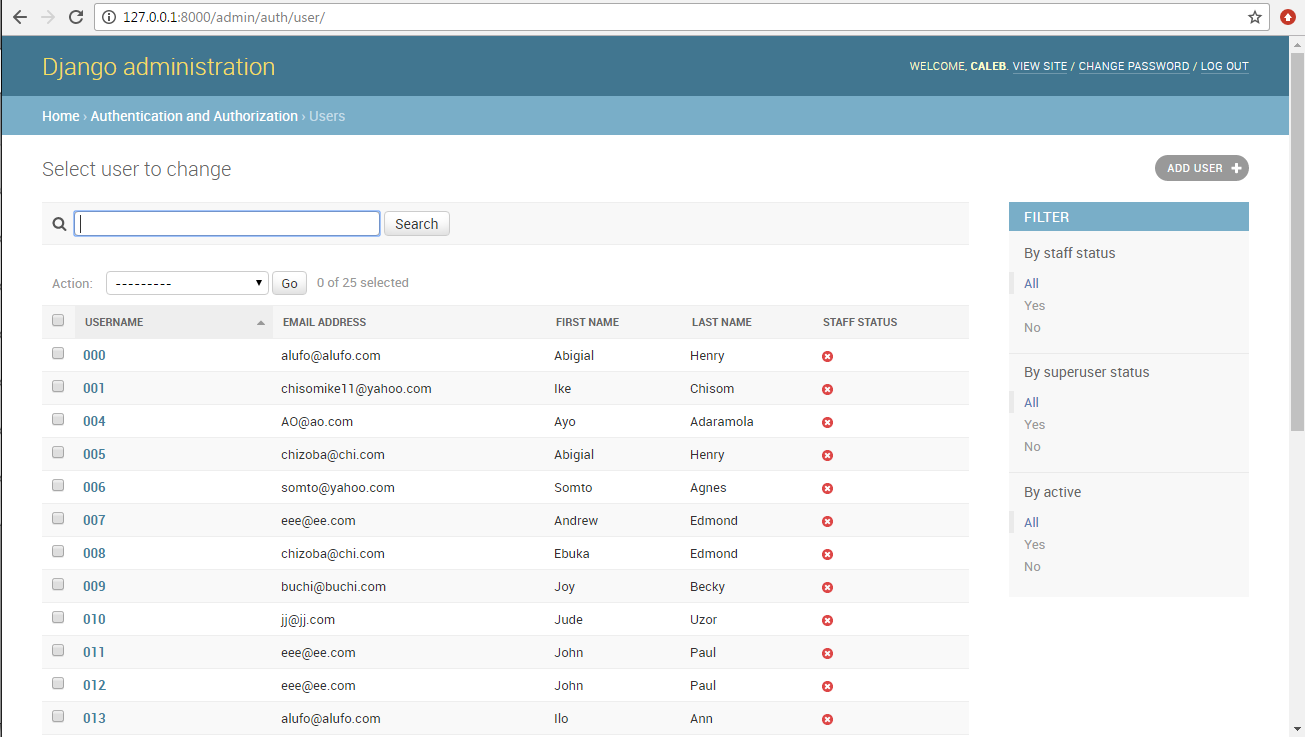 127.0.0.1:8000/admin/auth/user/
Django administration
WELCOME, CALEB. VIEW SITE / CHANGE PASSWORD / LOG OUT
Home › Authentication and Authorization › Users
Select user to change
ADD USER +
Search
Action: --------- Go 0 of 25 selected
USERNAME EMAIL ADDRESS FIRST NAME LAST NAME STAFF STATUS
000 alufo@alufo.com Abigial Henry
001 chisomike11@yahoo.com Ike Chisom
004 AO@ao.com Ayo Adaramola
005 chizoba@chi.com Abigial Henry
006 somto@yahoo.com Somto Agnes
007 eee@ee.com Andrew Edmond
008 chizoba@chi.com Ebuka Edmond
009 buchi@buchi.com Joy Becky
010 jj@jj.com Jude Uzor
011 eee@ee.com John Paul
012 eee@ee.com John Paul
013 alufo@alufo.com Ilo Ann
FILTER
By staff status
All
Yes
No
By superuser status
All
Yes
No
By active
All
Yes
No